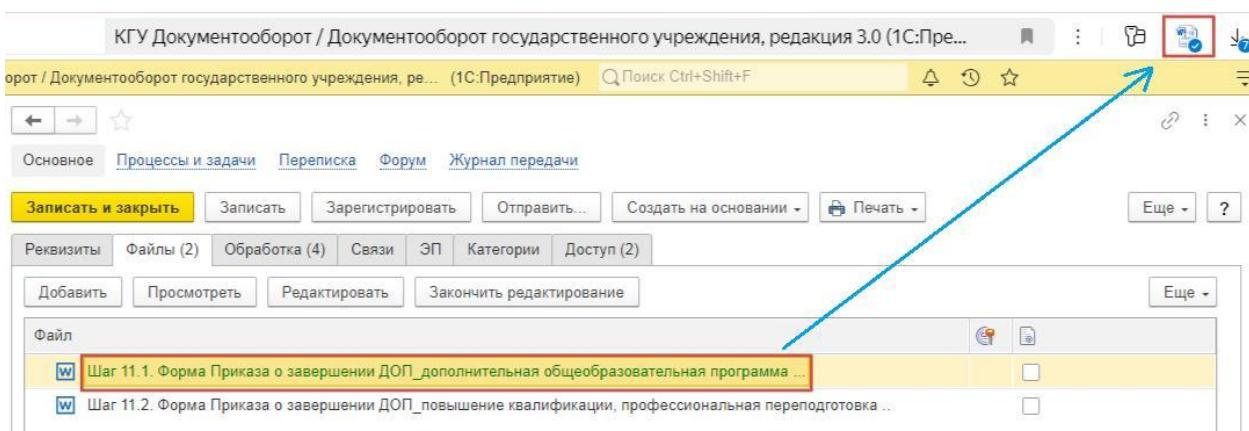 КГУ Документооборот / Документооборот государственного учреждения, редакция 3.0 (1С:Пре...
орот / Документооборот государственного учреждения, ре... (1С:Предприятие) Поиск Ctrl+Shift+F
Основное Процессы и задачи Переписка Форум Журнал передачи
Записать и закрыть Записать Зарегистрировать Отправить... Создать на основании Печать Еще ?
Реквизиты Файлы (2) Обработка (4) Связи ЭП Категории Доступ (2)
Добавить Просмотреть Редактировать Закончить редактирование Еще
Файл
W Шаг 11.1. Форма Приказа о завершении ДОП_дополнительная общеобразовательная программа ...
W Шаг 11.2. Форма Приказа о завершении ДОП_повышение квалификации, профессиональная переподготовка ..